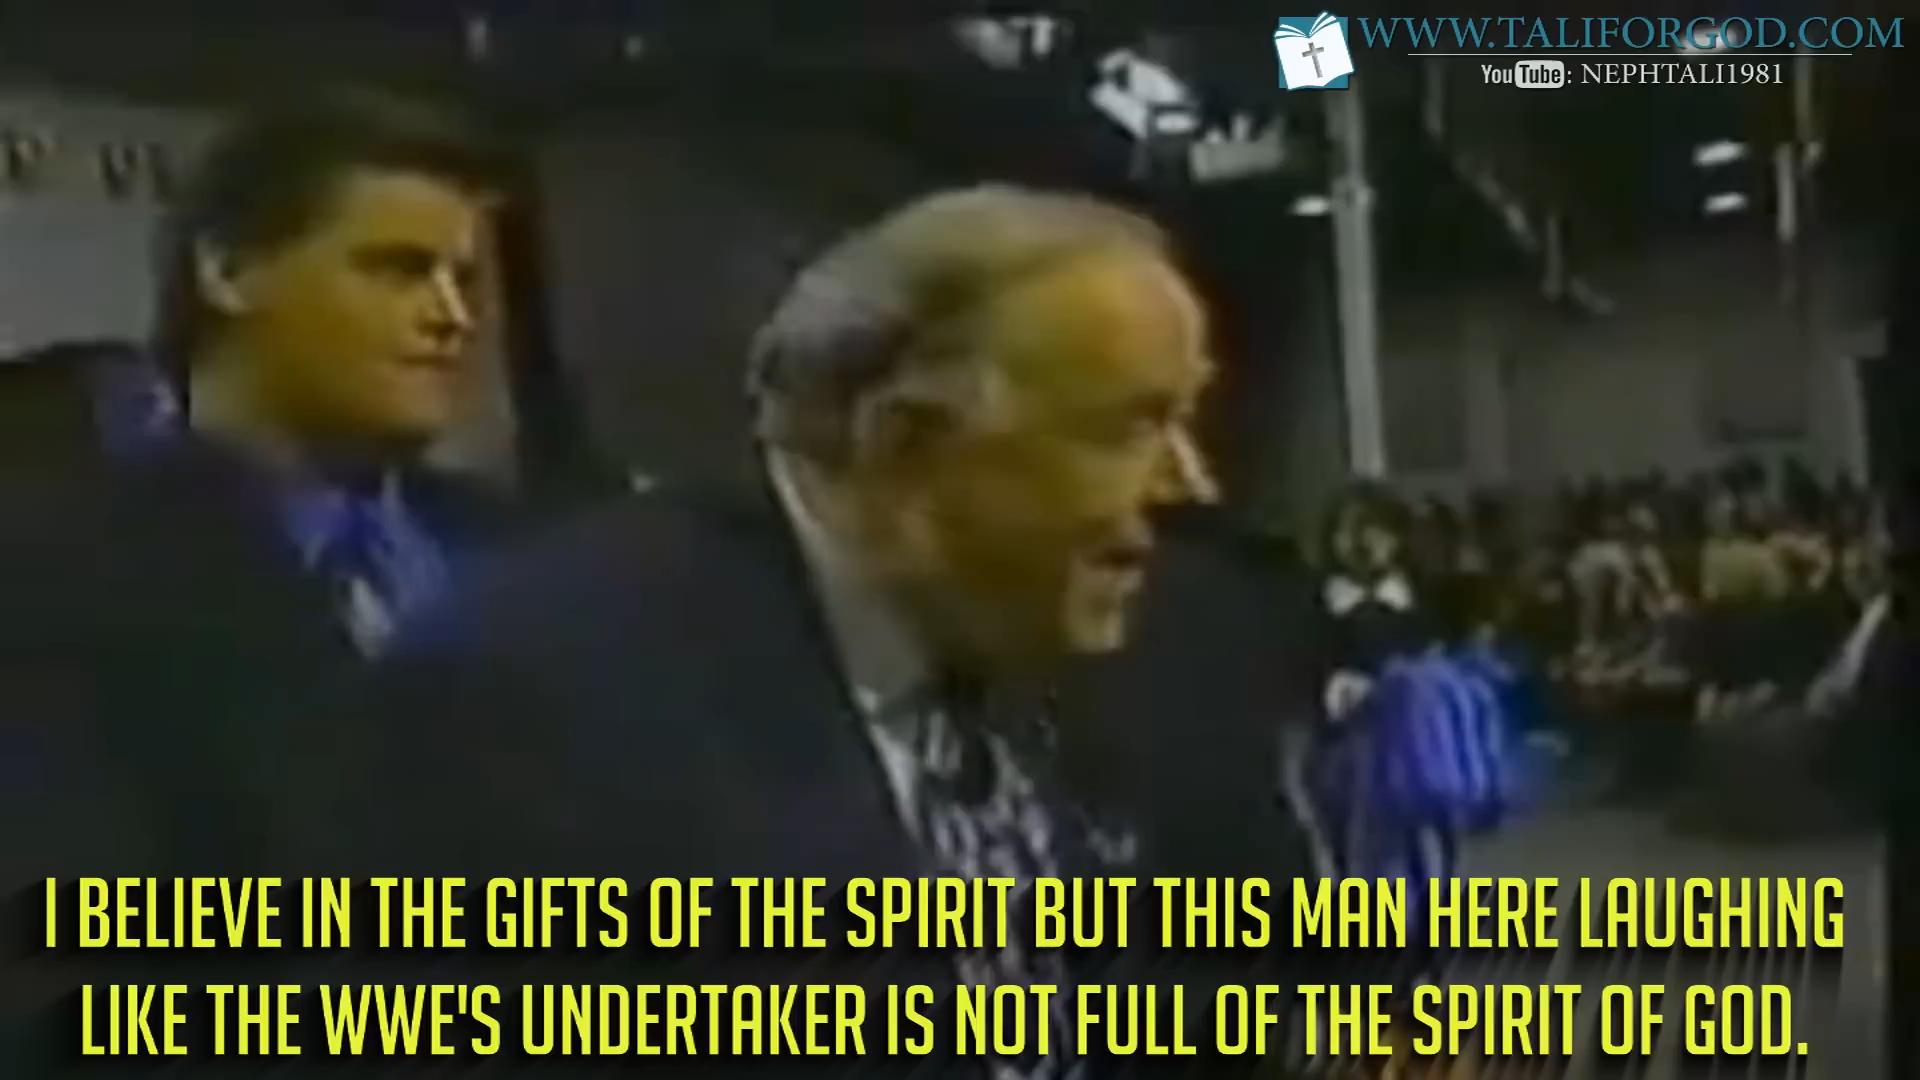 WWW.TALIFORGOD.COM
YouTube: NEPHTALI1981
I BELIEVE IN THE GIFTS OF THE SPIRIT BUT THIS MAN HERE LAUGHING
LIKE THE WWE'S UNDERTAKER IS NOT FULL OF THE SPIRIT OF GOD.